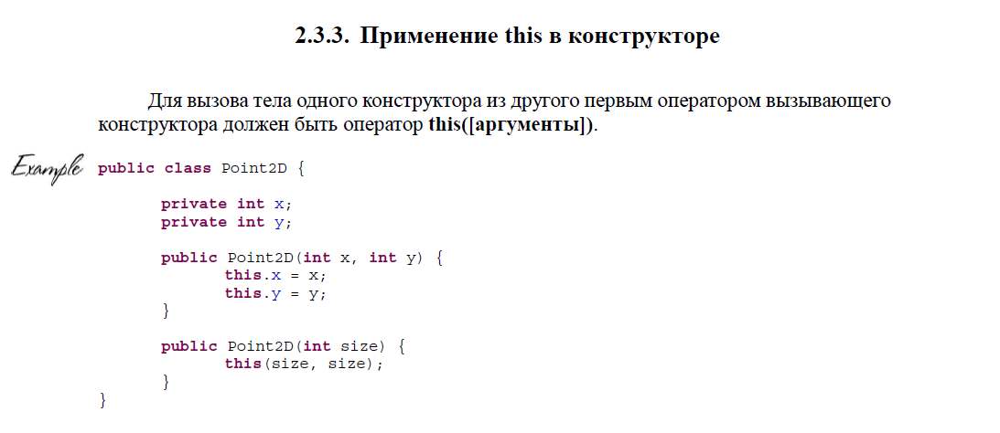 2.3.3. Применение this в конструкторе
Для вызова тела одного конструктора из другого первым оператором вызывающего
конструктора должен быть оператор this([аргументы]).
Example
public class Point2D {
private int x;
private int y;
public Point2D(int x, int y) {
this.x = x;
this.y = y;
}
public Point2D(int size) {
this(size, size);
}
}